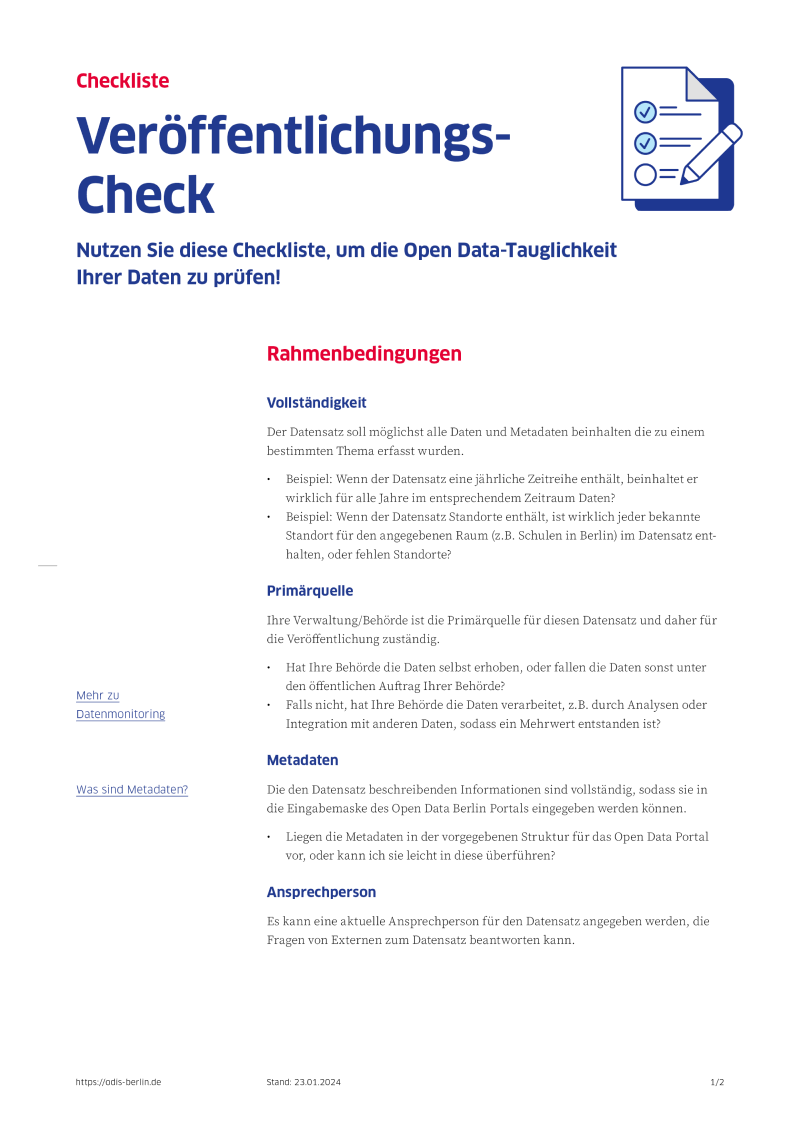 Checkliste
Veröffentlichungs-
Check
Nutzen Sie diese Checkliste, um die Open Data-Tauglichkeit
Ihrer Daten zu prüfen!
Rahmenbedingungen
Vollständigkeit
Der Datensatz soll möglichst alle Daten und Metadaten beinhalten die zu einem
bestimmten Thema erfasst wurden.
• Beispiel: Wenn der Datensatz eine jährliche Zeitreihe enthält, beinhaltet er
wirklich für alle Jahre im entsprechendem Zeitraum Daten?
• Beispiel: Wenn der Datensatz Standorte enthält, ist wirklich jeder bekannte
Standort für den angegebenen Raum (z.B. Schulen in Berlin) im Datensatz ent-
halten, oder fehlen Standorte?
Primärquelle
Ihre Verwaltung/Behörde ist die Primärquelle für diesen Datensatz und daher für
die Veröffentlichung zuständig.
• Hat Ihre Behörde die Daten selbst erhoben, oder fallen die Daten sonst unter
den öffentlichen Auftrag Ihrer Behörde?
• Falls nicht, hat Ihre Behörde die Daten verarbeitet, z.B. durch Analysen oder
Integration mit anderen Daten, sodass ein Mehrwert entstanden ist?
Mehr zu
Datenmonitoring
Metadaten
Was sind Metadaten?
Die den Datensatz beschreibenden Informationen sind vollständig, sodass sie in
die Eingabemaske des Open Data Berlin Portals eingegeben werden können.
• Liegen die Metadaten in der vorgegebenen Struktur für das Open Data Portal
vor, oder kann ich sie leicht in diese überführen?
Ansprechperson
Es kann eine aktuelle Ansprechperson für den Datensatz angegeben werden, die
Fragen von Externen zum Datensatz beantworten kann.
https://odis-berlin.de
Stand: 23.01.2024
1/2